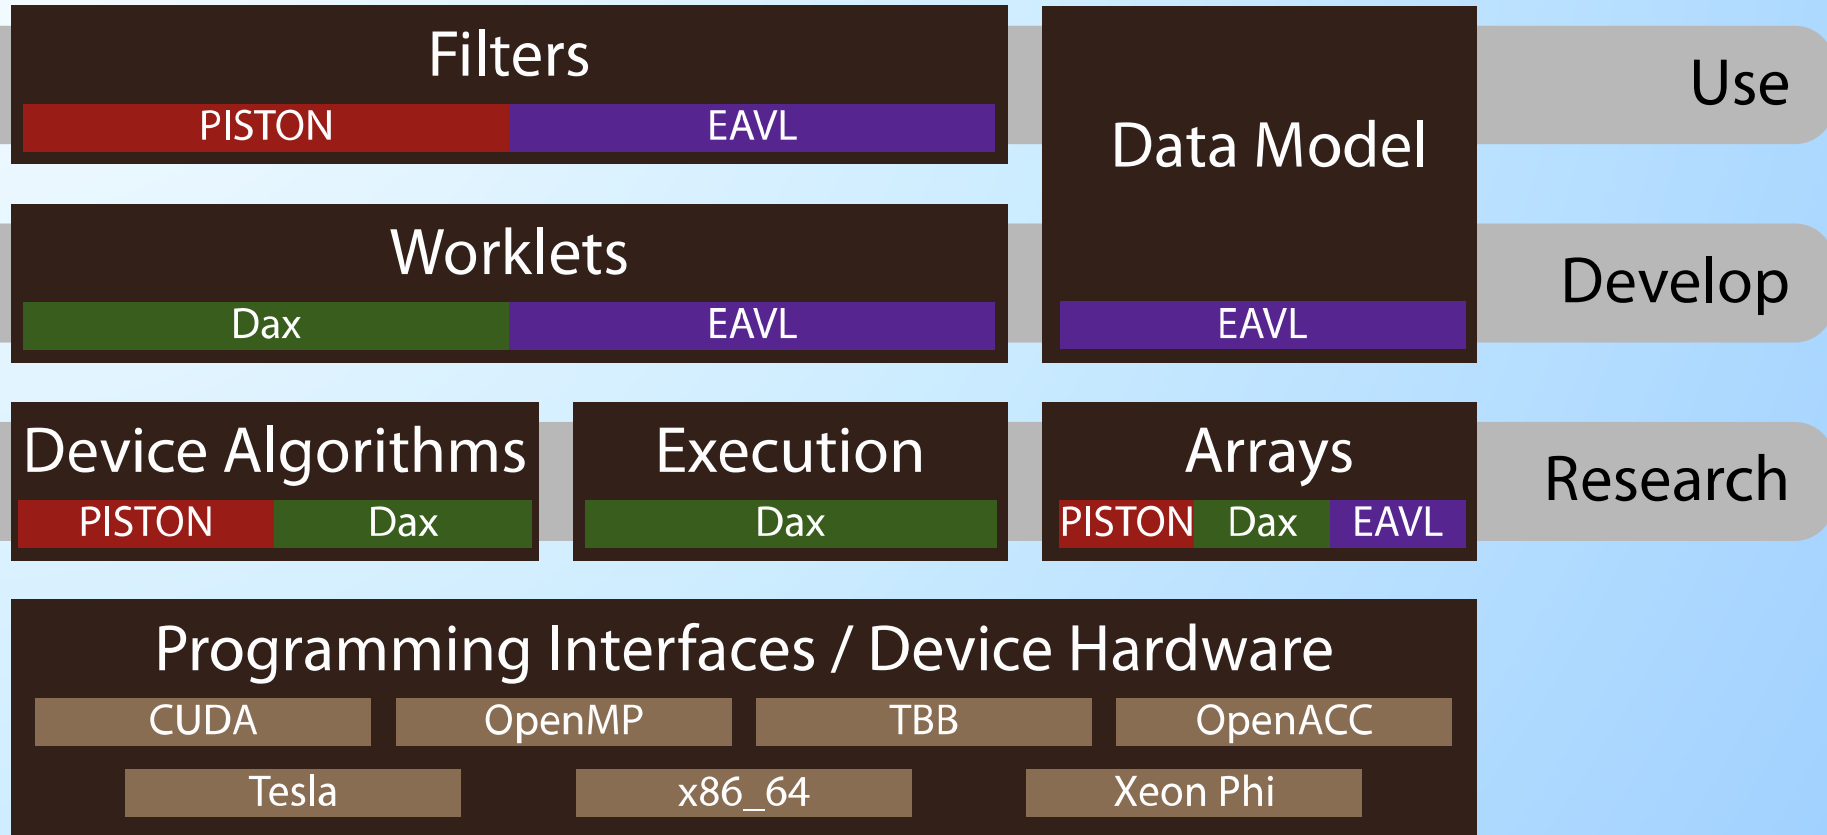 Filters
PISTON EAVL
Data Model
EAVL
Use
Worklets
Dax EAVL
Develop
Device Algorithms
PISTON Dax
Execution
Dax
Arrays
PISTON Dax EAVL
Research
Programming Interfaces / Device Hardware
CUDA OpenMP TBB OpenACC
Tesla x86_64 Xeon Phi